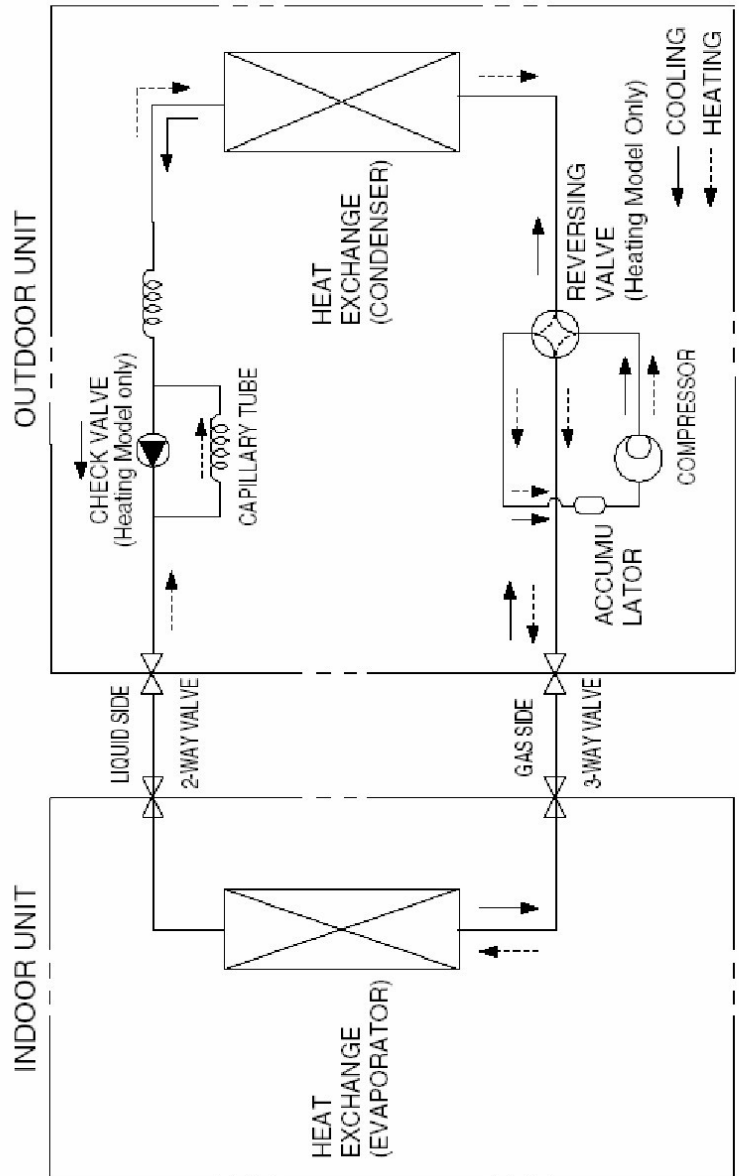 INDOOR UNIT
OUTDOOR UNIT
LIQUID SIDE
2-WAY VALVE
CHECK VALVE
(Heating Model only)
CAPILLARY TUBE
HEAT
EXCHANGE
(EVAPORATOR)
HEAT
EXCHANGE
(CONDENSER)
GAS SIDE
3-WAY VALVE
ACCUMU
LATOR
COMPRESSOR
REVERSING
VALVE
(Heating Model Only)
COOLING
HEATING